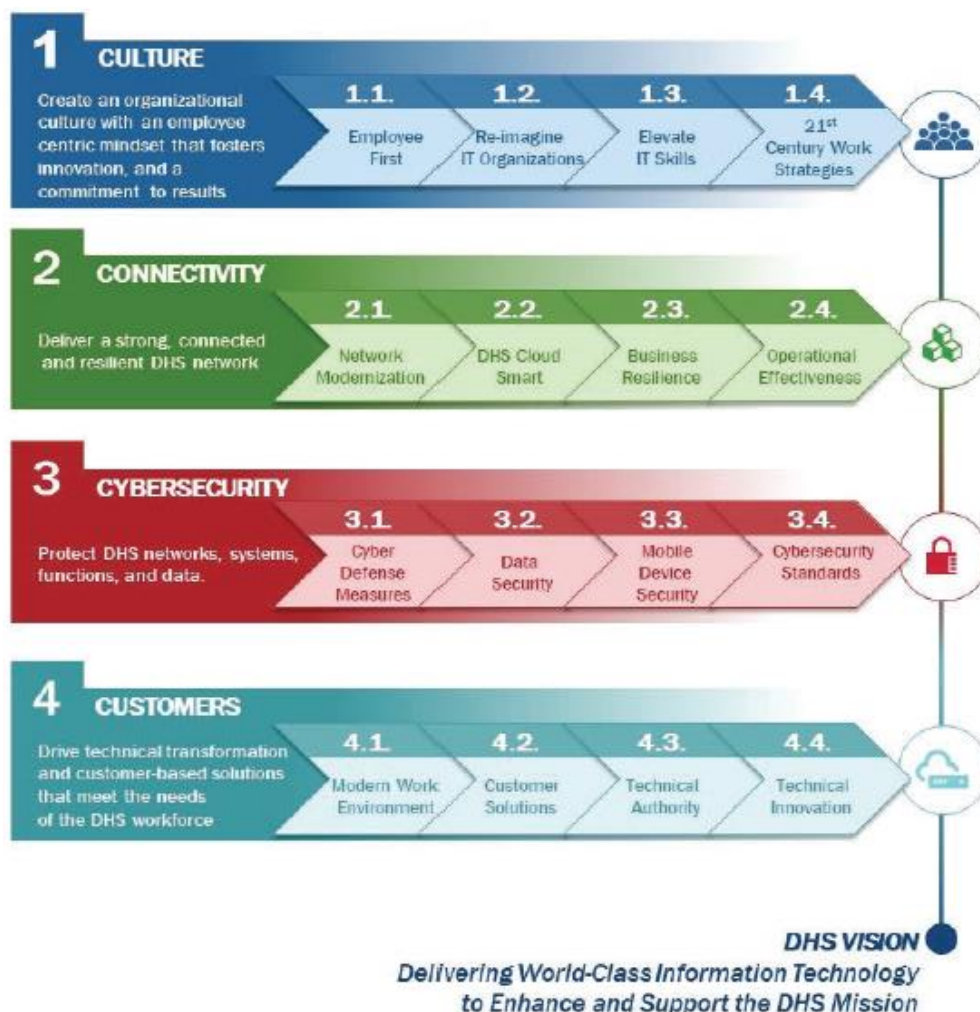 1 CULTURE
Create an organizational
culture with an employee
centric mindset that fosters
innovation, and a
commitment to results
1.1.
Employee
First
1.2.
Re-imagine
IT Organizations
1.3.
Elevate
IT Skills
1.4.
21st
Century Work
Strategies
2 CONNECTIVITY
Deliver a strong, connected
and resilient DHS network
2.1.
Network
Modernization
2.2.
DHS Cloud
Smart
2.3.
Business
Resilience
2.4.
Operational
Effectiveness
3 CYBERSECURITY
Protect DHS networks, systems,
functions, and data.
3.1.
Cyber
Defense
Measures
3.2.
Data
Security
3.3.
Mobile
Device
Security
3.4.
Cybersecurity
Standards
4 CUSTOMERS
Drive technical transformation
and customer-based solutions
that meet the needs
of the DHS workforce
4.1.
Modern Work
Environment
4.2.
Customer
Solutions
4.3.
Technical
Authority
4.4.
Technical
Innovation
DHS VISION
Delivering World-Class Information Technology
to Enhance and Support the DHS Mission